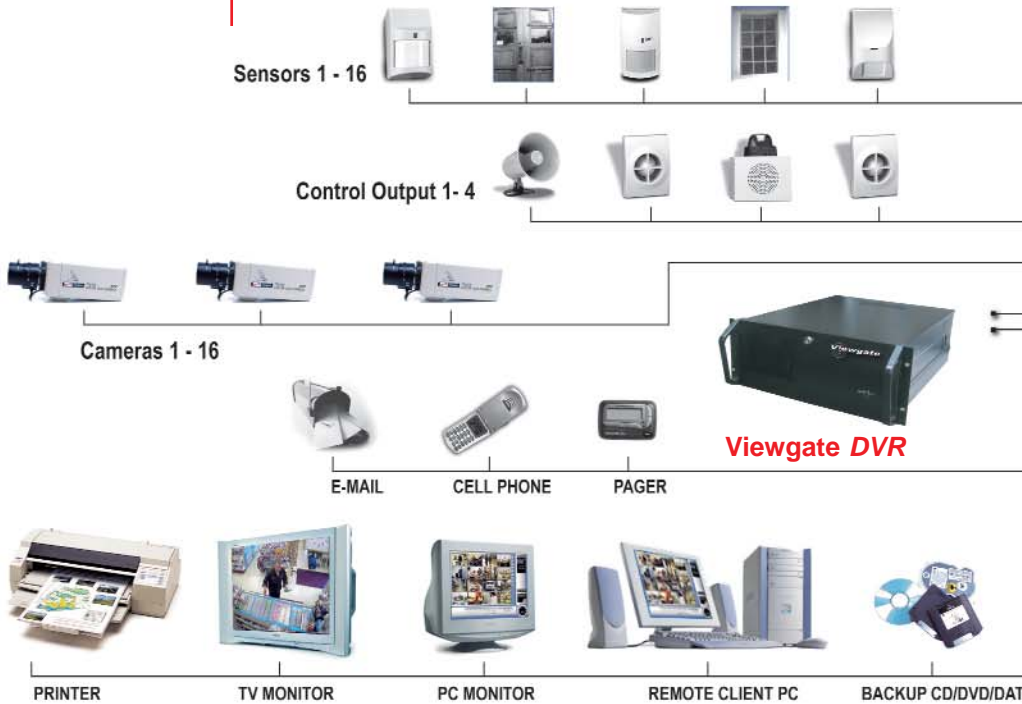 Sensors 1 - 16
Control Output 1- 4
Cameras 1 - 16
Viewgate
Viewgate DVR
E-MAIL
CELL PHONE
PAGER
PRINTER
TV MONITOR
PC MONITOR
REMOTE CLIENT PC
BACKUP CD/DVD/DAT